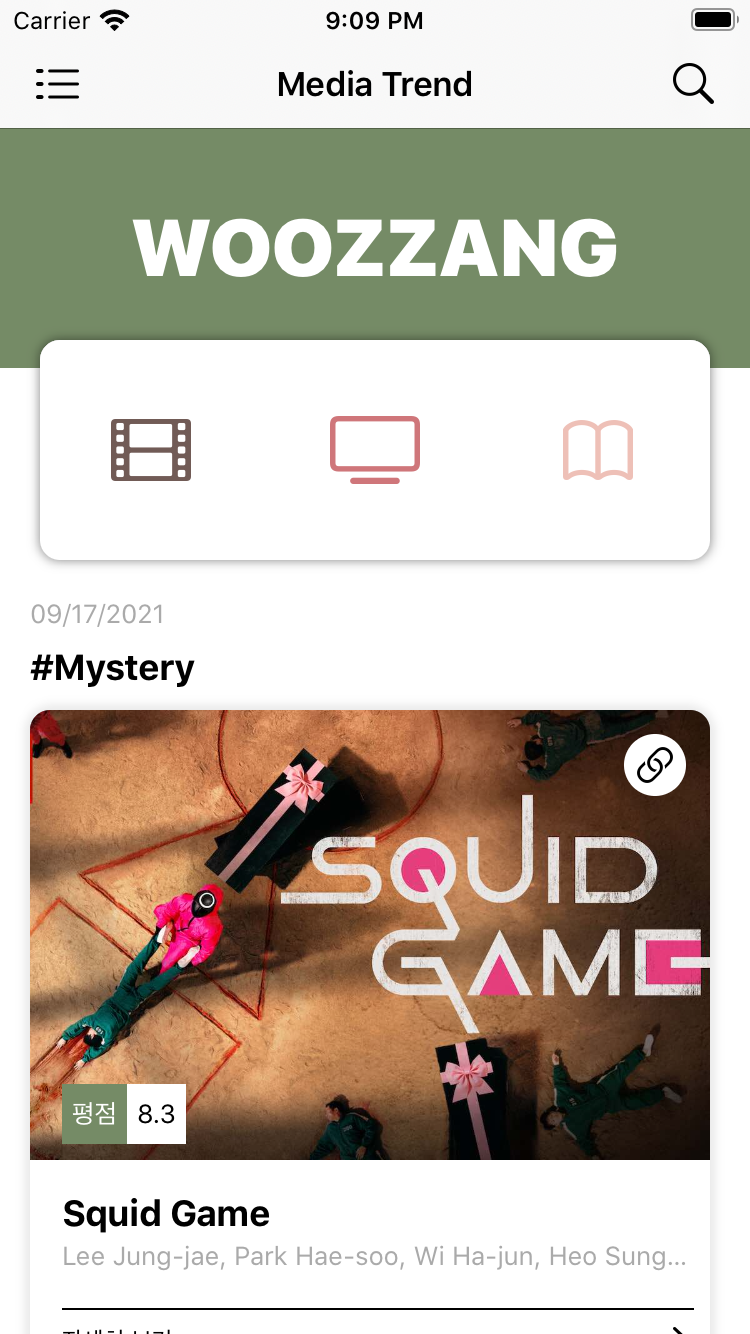 Carrier 9:09 PM
Media Trend
WOOZZANG
09/17/2021
#Mystery
SQUID
GAME
평점 8.3
Squid Game
Lee Jung-jae, Park Hae-soo, Wi Ha-jun, Heo Sung...